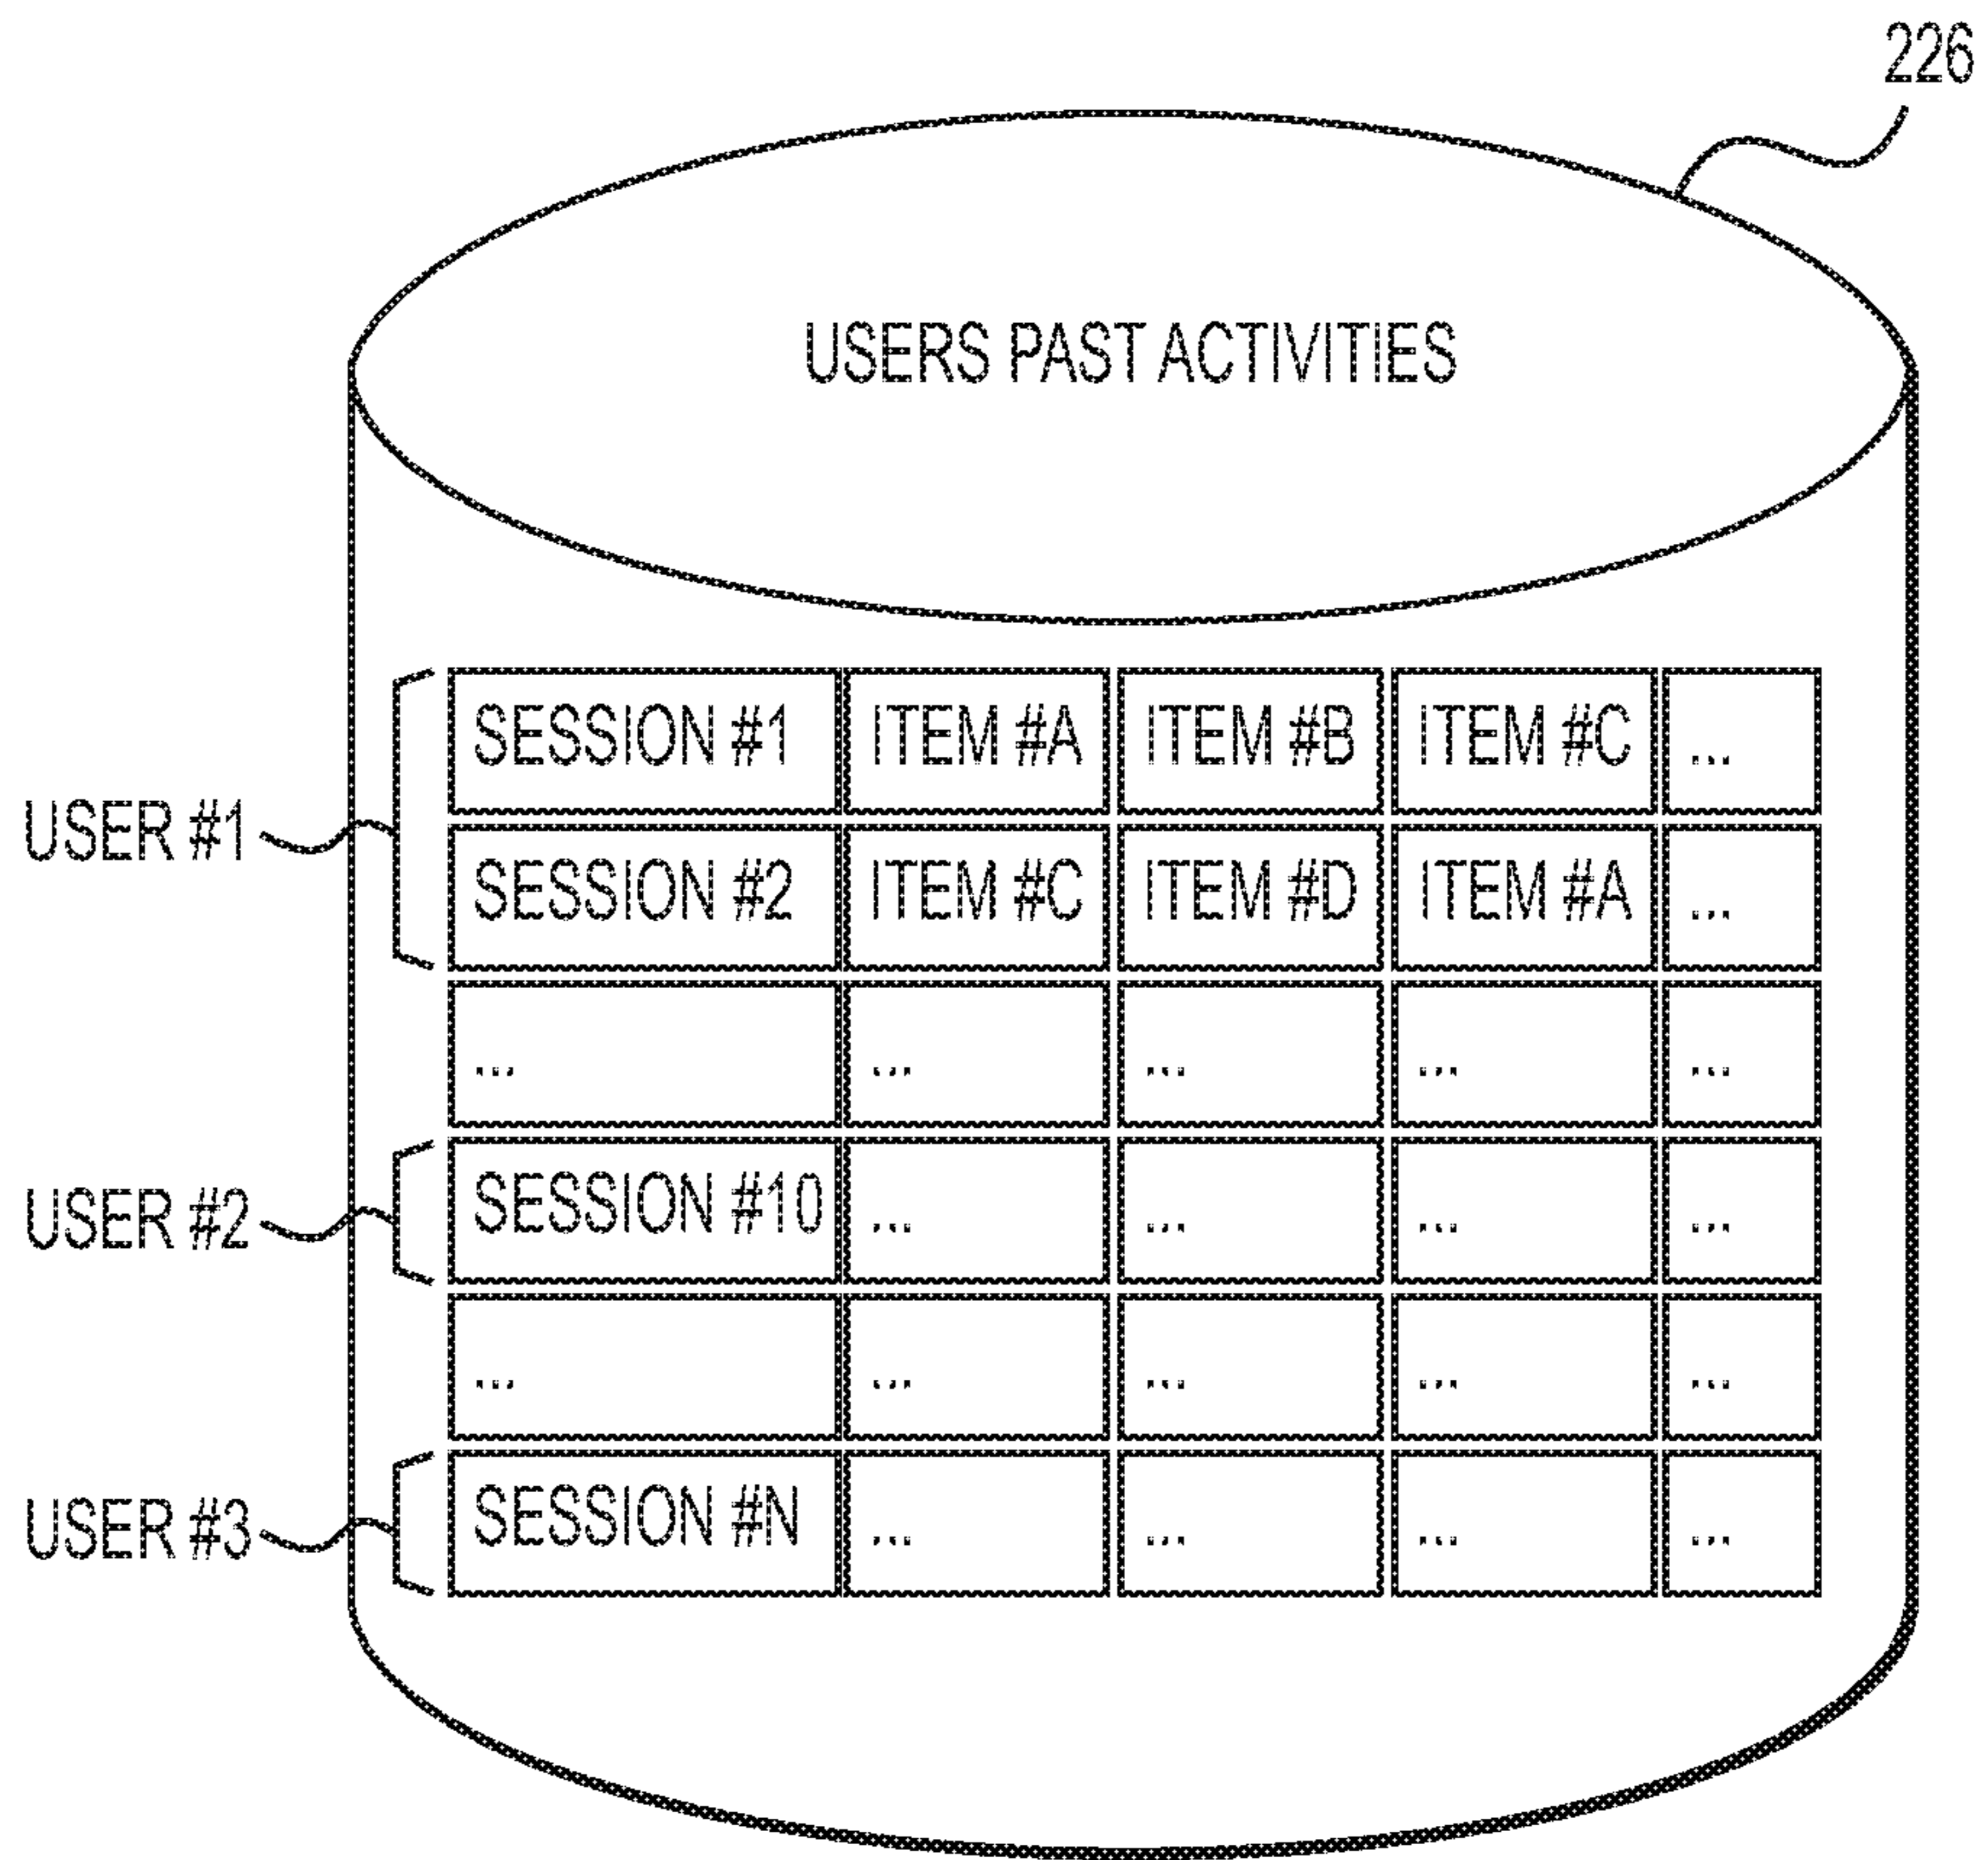 226
USERS PAST ACTIVITIES
SESSION #1 ITEM #A ITEM #B ITEM #C ...
USER #1
SESSION #2 ITEM #C ITEM #D ITEM #A ...
... ... ... ... ...
USER #2 SESSION #10 ... ... ... ...
... ... ... ... ...
USER #3 SESSION #N ... ... ... ...